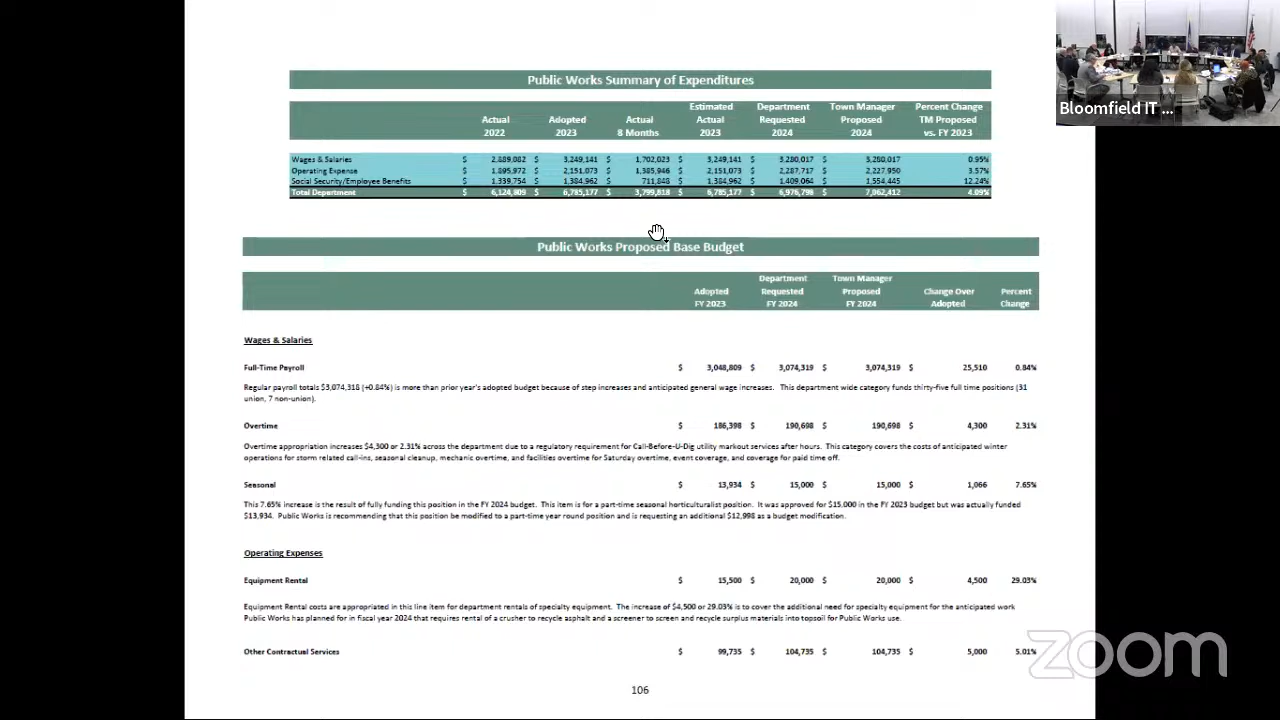 Public Works Summary of Expenditures
Actual 2022 Adopted 2023 Actual 8 Months Estimated Actual 2023 Department Requested 2024 Town Manager Proposed 2024 Percent Change TM Proposed vs. FY 2023
Wages & Salaries $ 2,889,082 $ 3,249,141 $ 1,702,023 $ 3,249,141 $ 3,280,017 $ 3,280,017 0.95%
Operating Expense $ 1,895,972 $ 2,151,073 $ 1,385,946 $ 2,151,073 $ 2,287,717 $ 2,227,950 3.57%
Social Security/Employee Benefits $ 1,339,754 $ 1,384,962 $ 711,848 $ 1,384,962 $ 1,409,064 $ 1,554,445 12.24%
Total Department $ 6,124,809 $ 6,785,177 $ 3,799,818 $ 6,785,177 $ 6,976,798 $ 7,062,412 4.09%
Public Works Proposed Base Budget
Adopted FY 2023 Department Requested FY 2024 Town Manager Proposed FY 2024 Change Over Adopted Percent Change
Wages & Salaries
Full-Time Payroll $ 3,048,809 $ 3,074,319 $ 3,074,319 $ 25,510 0.84%
Regular payroll totals $3,074,318 (+0.84%) is more than prior year's adopted budget because of step increases and anticipated general wage increases. This department wide category funds thirty-five full time positions (31
union, 7 non-union).
Overtime $ 186,398 $ 190,698 $ 190,698 $ 4,300 2.31%
Overtime appropriation increases $4,300 or 2.31% across the department due to a regulatory requirement for Call-Before-U-Dig utility markout services after hours. This category covers the costs of anticipated winter
operations for storm related call-ins, seasonal cleanup, mechanic overtime, and facilities overtime for Saturday overtime, event coverage, and coverage for paid time off.
Seasonal $ 13,934 $ 15,000 $ 15,000 $ 1,066 7.65%
This 7.65% increase is the result of fully funding this position in the FY 2024 budget. This item is for a part-time seasonal horticulturalist position. It was approved for $15,000 in the FY 2023 budget but was actually funded
$13,934. Public Works is recommending that this position be modified to a part-time year round position and is requesting an additional $12,998 as a budget modification.
Operating Expenses
Equipment Rental $ 15,500 $ 20,000 $ 20,000 $ 4,500 29.03%
Equipment Rental costs are appropriated in this line item for department rentals of specialty equipment. The increase of $4,500 or 29.03% is to cover the additional need for specialty equipment for the anticipated work
Public Works has planned for in fiscal year 2024 that requires rental of a crusher to recycle asphalt and a screener to screen and recycle surplus materials into topsoil for Public Works use.
Other Contractual Services $ 99,735 $ 104,735 $ 104,735 $ 5,000 5.01%
106
Bloomfield IT ...
zoom